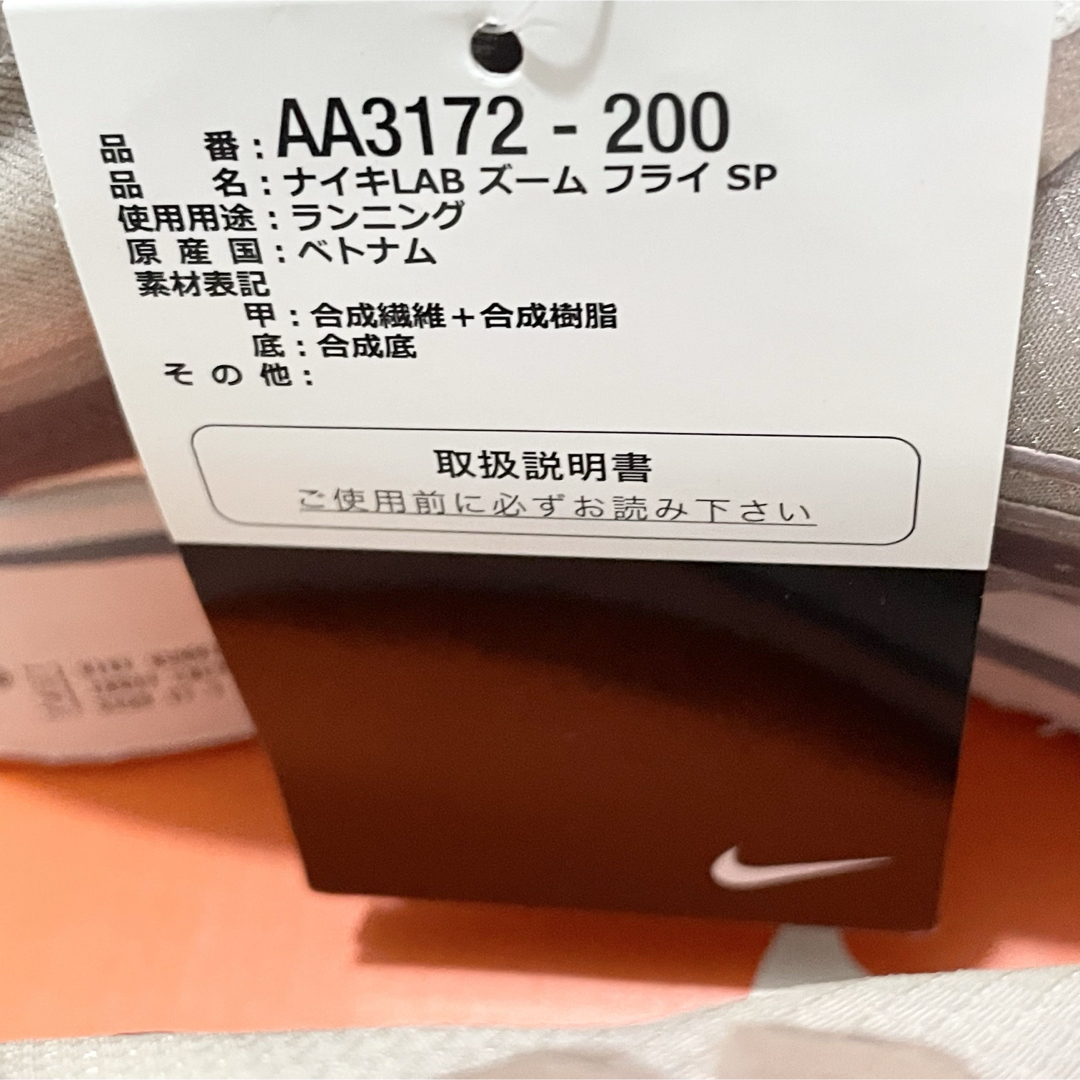 品 番：AA3172 - 200
品 名：ナイキLAB ズーム フライ SP
使用用途：ランニング
原 産 国：ベトナム
素材表記
甲：合成繊維＋合成樹脂
底：合成底
そ の 他：
取扱説明書
ご使用前に必ずお読み下さい